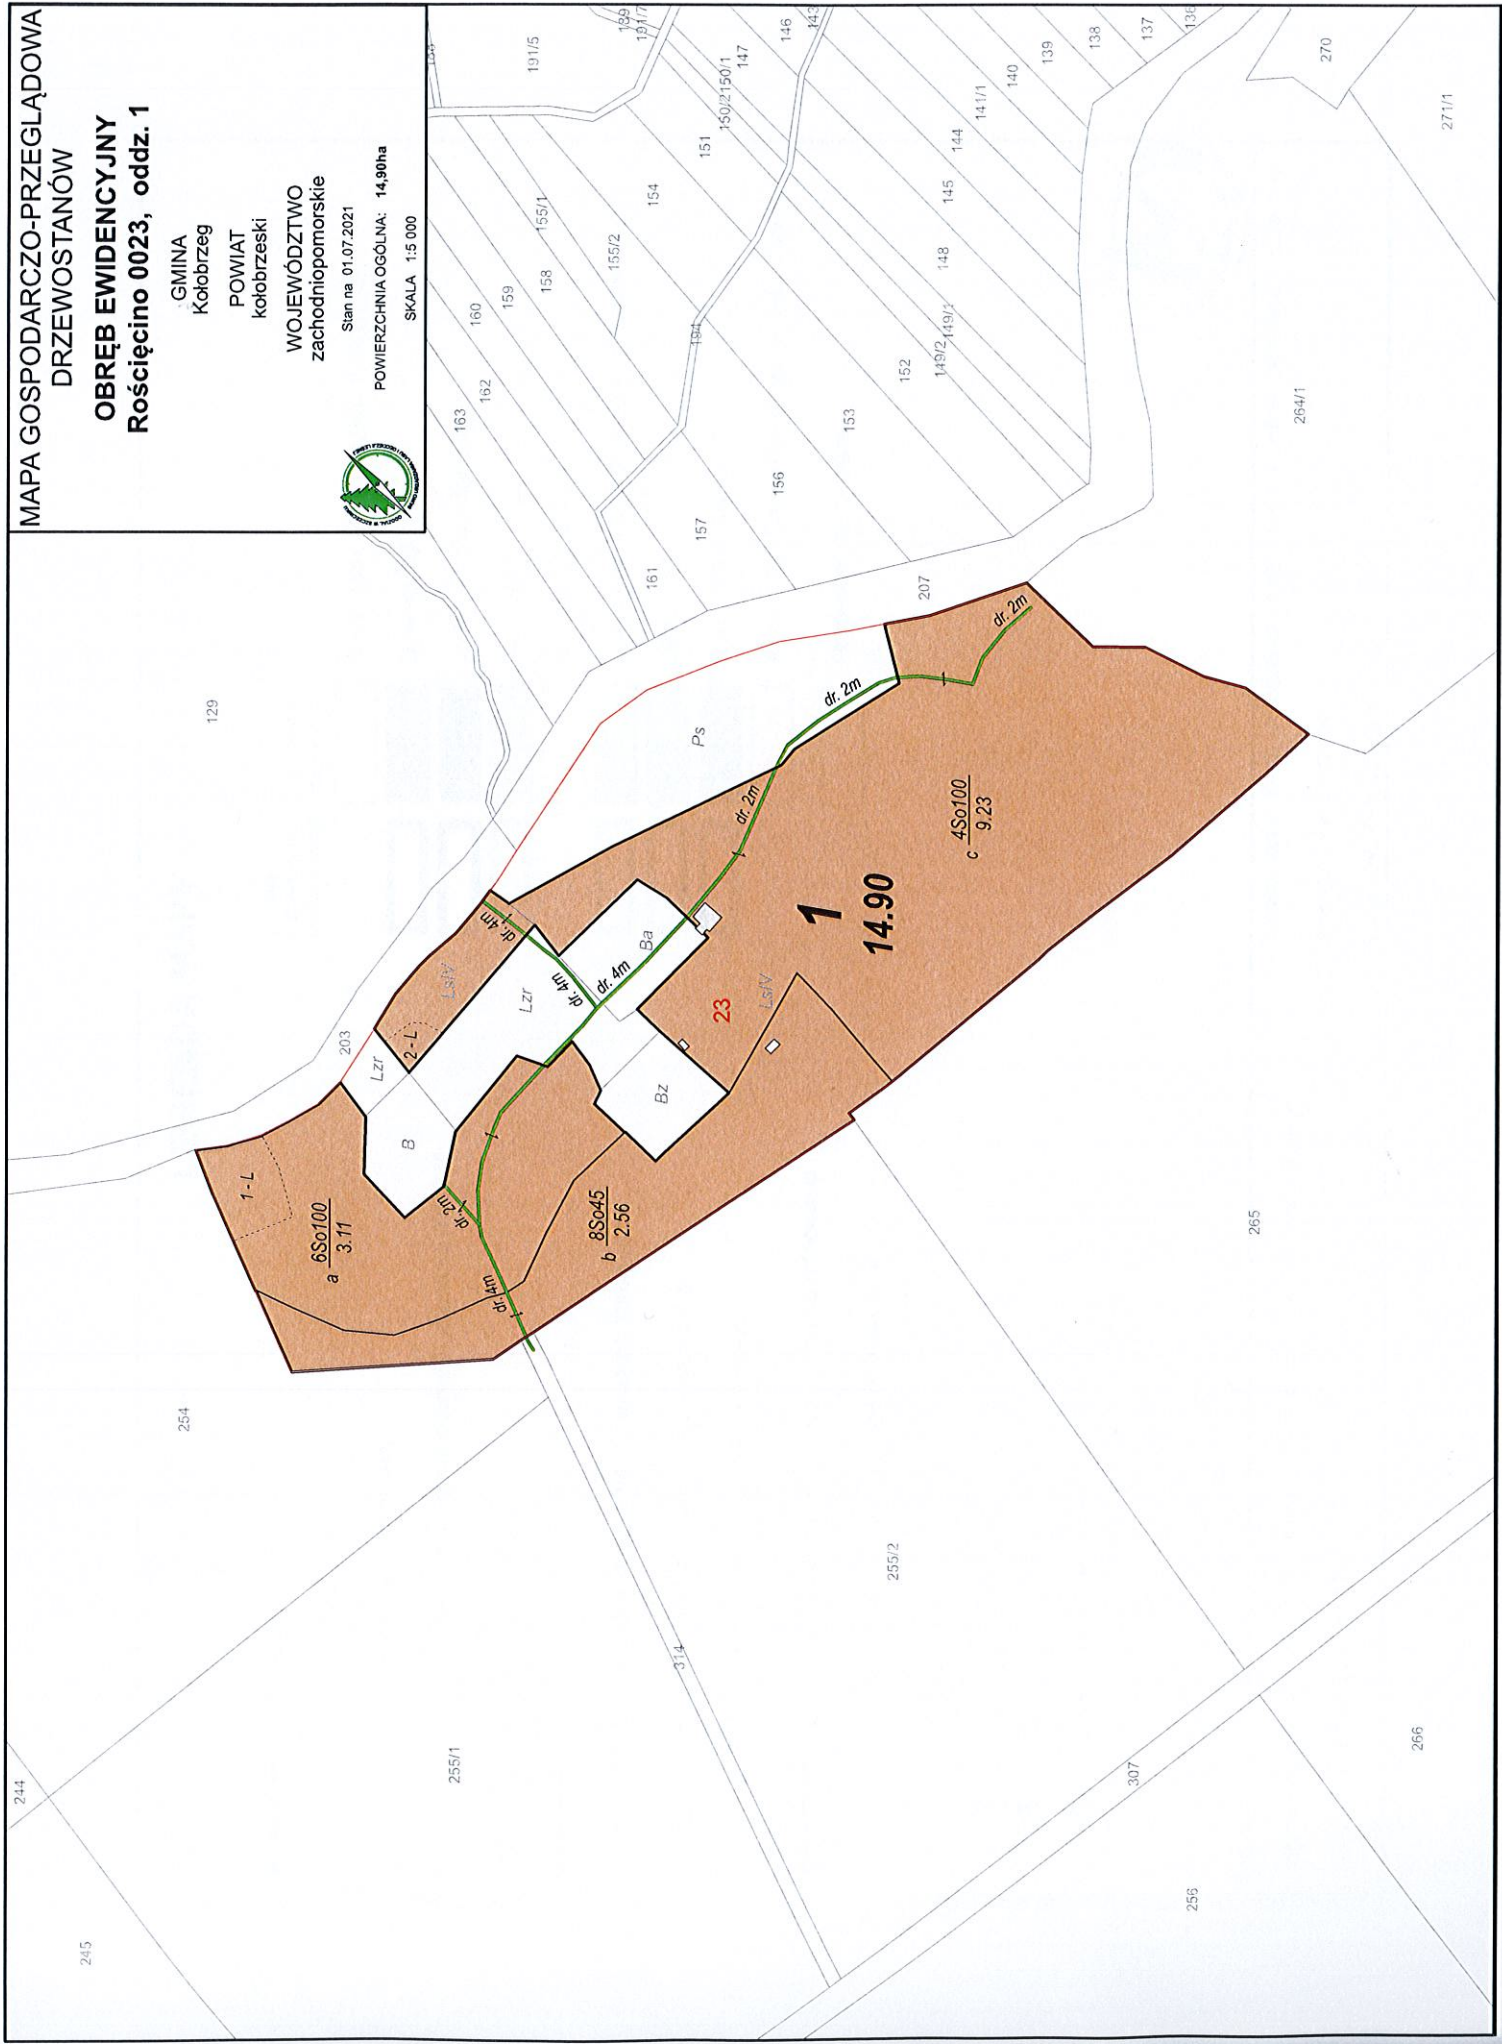 MAPA GOSPODARCZO-PRZEGLĄDOWA
DRZEWOSTANÓW
OBRĘB EWIDENCYJNY
Rościęcino 0023, oddz. 1
GMINA
Kołobrzeg
POWIAT
kołobrzeski
WOJEWÓDZTWO
zachodniopomorskie
Stan na 01.07.2021
POWIERZCHNIA OGÓLNA: 14,90ha
SKALA 1:5 000
244
245
254
129
255/1
314
255/2
307
256
266
265
203
207
191/5
154
151
147
146
143
155/1
155/2
158
159
160
162
163
161
157
156
153
152
194
150/2
150/1
149/2
148
145
144
141/1
140
139
138
137
136
270
271/1
264/1
1 - L
a 6So100
3.11
b 8So45
2.56
c 4So100
9.23
1
14.90
23
LsIV
LsIV
2 - L
Lzr
Lzr
B
Bz
Ba
Ps
dr. 4m
dr. 2m
dr. 4m
dr. 4m
dr. 4m
dr. 2m
dr. 2m
dr. 2m